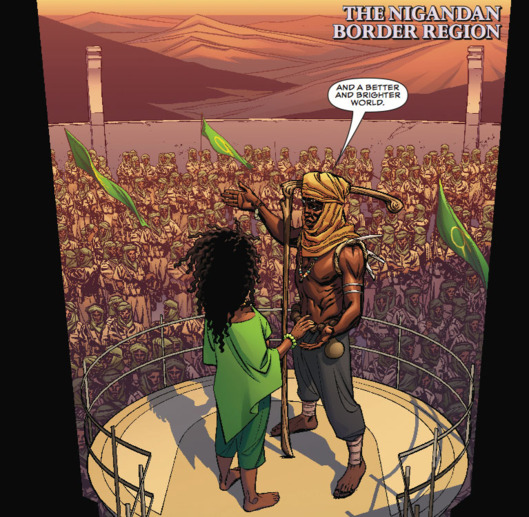 THE NIGANDAN
BORDER REGION
AND A BETTER
AND BRIGHTER
WORLD.